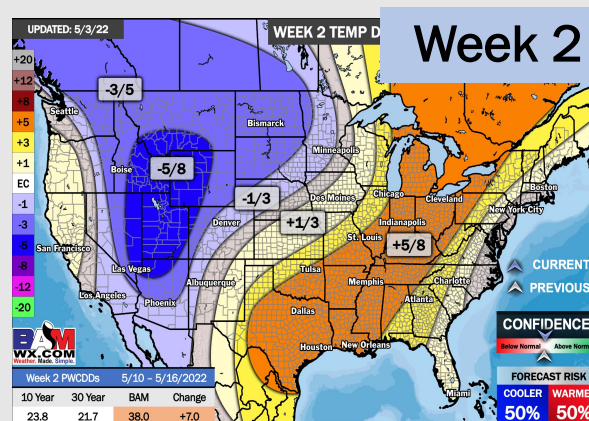 UPDATED: 5/3/22
WEEK 2 TEMP D
Week 2
+20
+12
+8
+5
+3
+1
EC
-1
-3
-5
-8
-12
-20
-3/5
Seattle
Bismarck
Minneapolis
Boise
-5/8
-1/3
Des Moines
Chicago
Cleveland
Boston
New York City
Denver
+1/3
Indianapolis
St. Louis
+5/8
San Francisco
Las Vegas
Albuquerque
Tulsa
Memphis
Charlotte
Los Angeles
Phoenix
Dallas
Atlanta
Houston
New Orleans
Miami
CURRENT
PREVIOUS
CONFIDENCE
Below Normal
Above Norm
FORECAST RISK
COOLER
WARME
50%
50%
BAM
WX.COM
Weather. Made. Simple.
Week 2 PWCDDs
5/10 – 5/16/2022
10 Year
30 Year
BAM
Change
23.8
21.7
38.0
+7.0